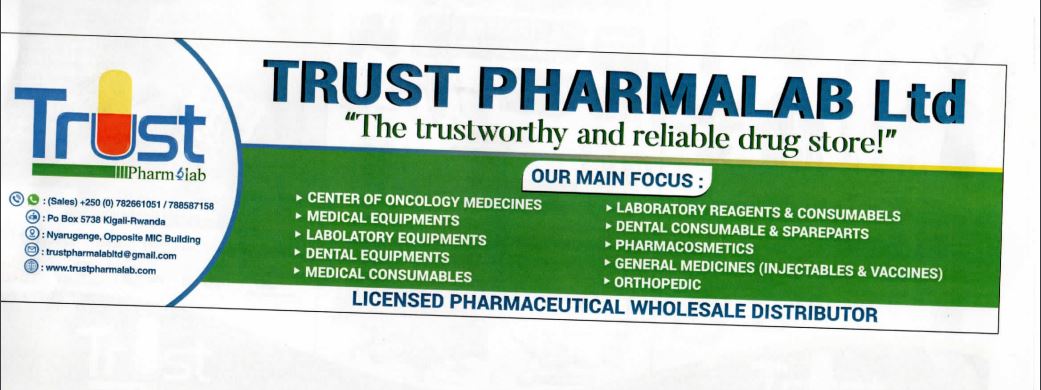 Trust
Pharmalab
: (Sales) +250 (0) 782661051 / 788587158
: Po Box 5738 Kigali-Rwanda
: Nyarugenge, Opposite MIC Building
: trustpharmalabltd@gmail.com
: www.trustpharmalab.com
TRUST PHARMALAB Ltd
"The trustworthy and reliable drug store!"
OUR MAIN FOCUS :
▸ CENTER OF ONCOLOGY MEDECINES
▸ MEDICAL EQUIPMENTS
▸ LABOLATORY EQUIPMENTS
▸ DENTAL EQUIPMENTS
▸ MEDICAL CONSUMABLES
▸ LABORATORY REAGENTS & CONSUMABELS
▸ DENTAL CONSUMABLE & SPAREPARTS
▸ PHARMACOSMETICS
▸ GENERAL MEDICINES (INJECTABLES & VACCINES)
▸ ORTHOPEDIC
LICENSED PHARMACEUTICAL WHOLESALE DISTRIBUTOR